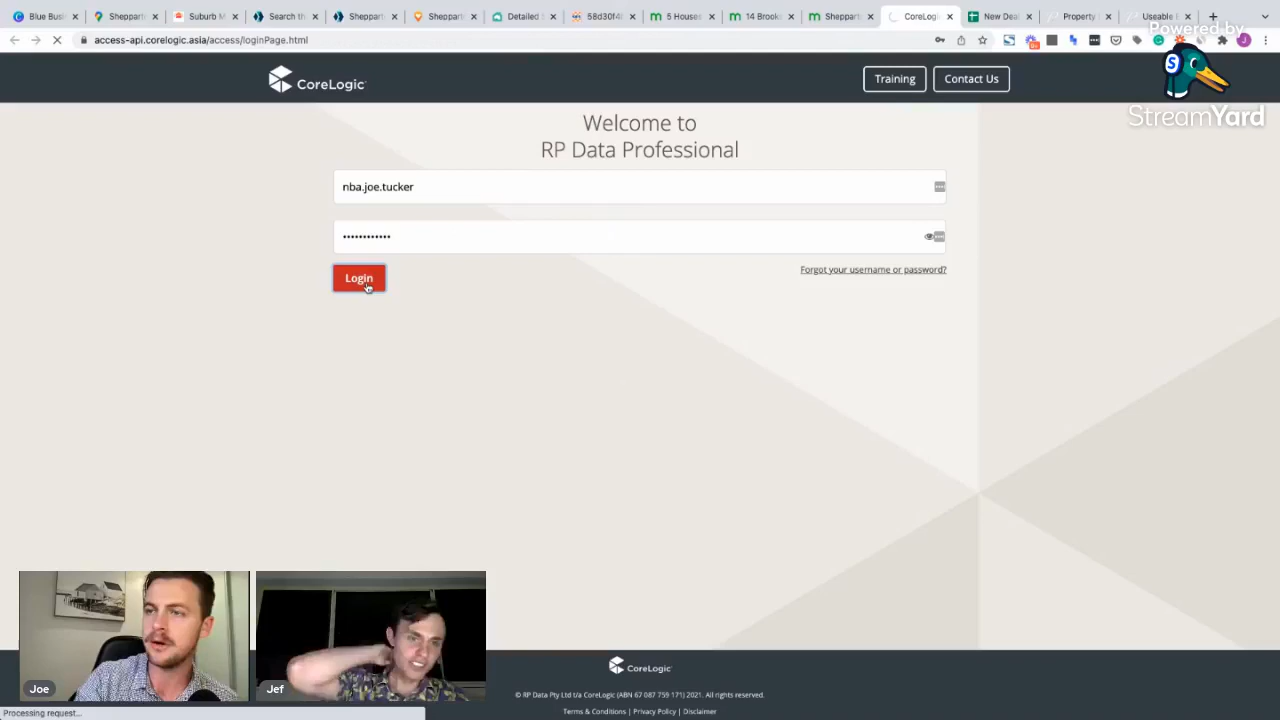 Blue Busi
Sheppart
Suburb M
Search th
Sheppart
Sheppart
Detailed
58d30f4
5 Houses
14 Brook
Sheppart
CoreLogic
New Deal
Property
Useable
access-api.corelogic.asia/access/loginPage.html
J
Powered by
StreamYard
CoreLogic
Training
Contact Us
Welcome to
RP Data Professional
nba.joe.tucker
••••••••••••
Login
Forgot your username or password?
Joe
Jef
CoreLogic
© RP Data Pty Ltd t/a CoreLogic (ABN 67 087 759 171) 2021. All rights reserved.
Terms & Conditions | Privacy Policy | Disclaimer
Processing request...